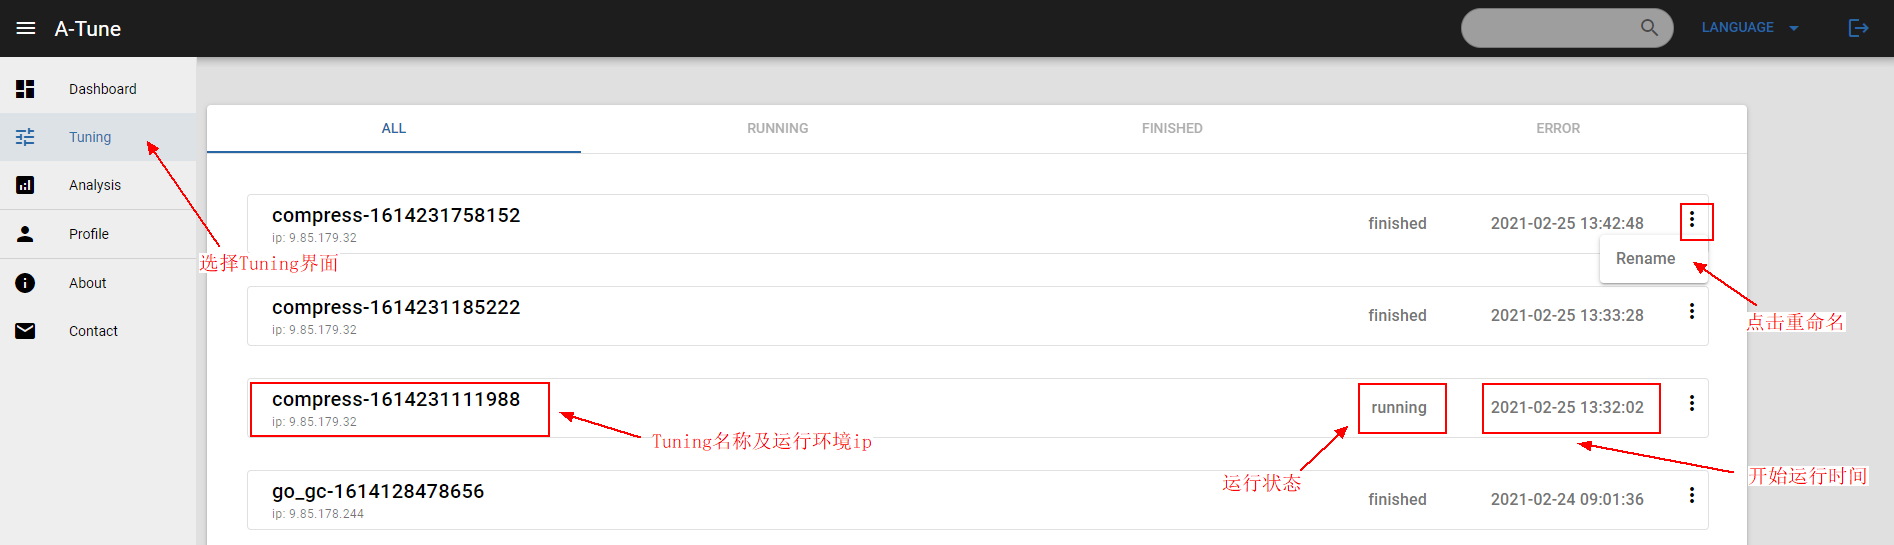 A-Tune
LANGUAGE
Dashboard
Tuning
Analysis
Profile
About
Contact
选择Tuning界面
ALL
RUNNING
FINISHED
ERROR
compress-1614231758152
ip: 9.85.179.32
finished
2021-02-25 13:42:48
Rename
点击重命名
compress-1614231185222
ip: 9.85.179.32
finished
2021-02-25 13:33:28
compress-1614231111988
ip: 9.85.179.32
running
2021-02-25 13:32:02
Tuning名称及运行环境ip
运行状态
开始运行时间
go_gc-1614128478656
ip: 9.85.178.244
finished
2021-02-24 09:01:36